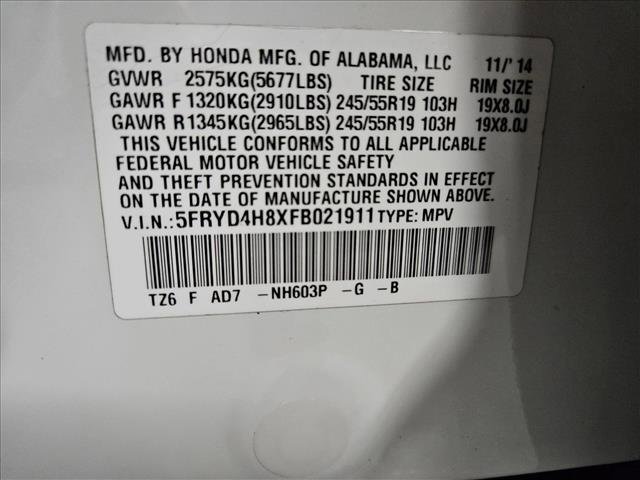 MFD. BY HONDA MFG. OF ALABAMA, LLC 11/'14
GVWR 2575KG(5677LBS) TIRE SIZE RIM SIZE
GAWR F 1320KG(2910LBS) 245/55R19 103H 19X8.0J
GAWR R 1345KG(2965LBS) 245/55R19 103H 19X8.0J
THIS VEHICLE CONFORMS TO ALL APPLICABLE
FEDERAL MOTOR VEHICLE SAFETY
AND THEFT PREVENTION STANDARDS IN EFFECT
ON THE DATE OF MANUFACTURE SHOWN ABOVE.
V.I.N.:5FRYD4H8XFB021911 TYPE: MPV
TZ6 F AD7 -NH603P -G -B